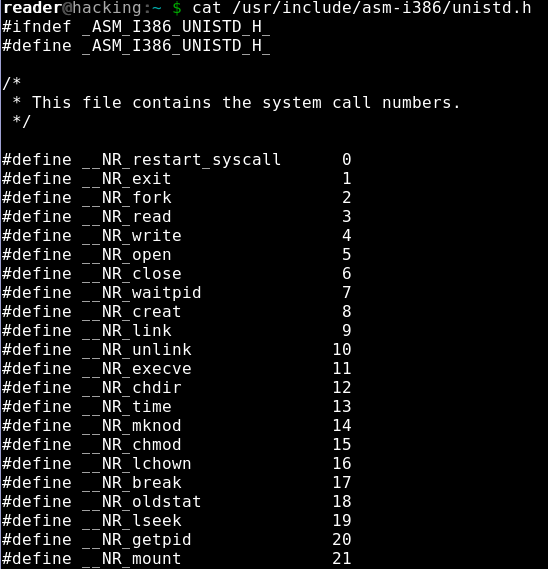 reader@hacking:~ $ cat /usr/include/asm-i386/unistd.h
#ifndef _ASM_I386_UNISTD_H_
#define _ASM_I386_UNISTD_H_

/*
 * This file contains the system call numbers.
 */

#define __NR_restart_syscall      0
#define __NR_exit                 1
#define __NR_fork                 2
#define __NR_read                 3
#define __NR_write                4
#define __NR_open                 5
#define __NR_close                6
#define __NR_waitpid              7
#define __NR_creat                8
#define __NR_link                 9
#define __NR_unlink              10
#define __NR_execve              11
#define __NR_chdir               12
#define __NR_time                13
#define __NR_mknod               14
#define __NR_chmod               15
#define __NR_lchown              16
#define __NR_break               17
#define __NR_oldstat             18
#define __NR_lseek               19
#define __NR_getpid              20
#define __NR_mount               21